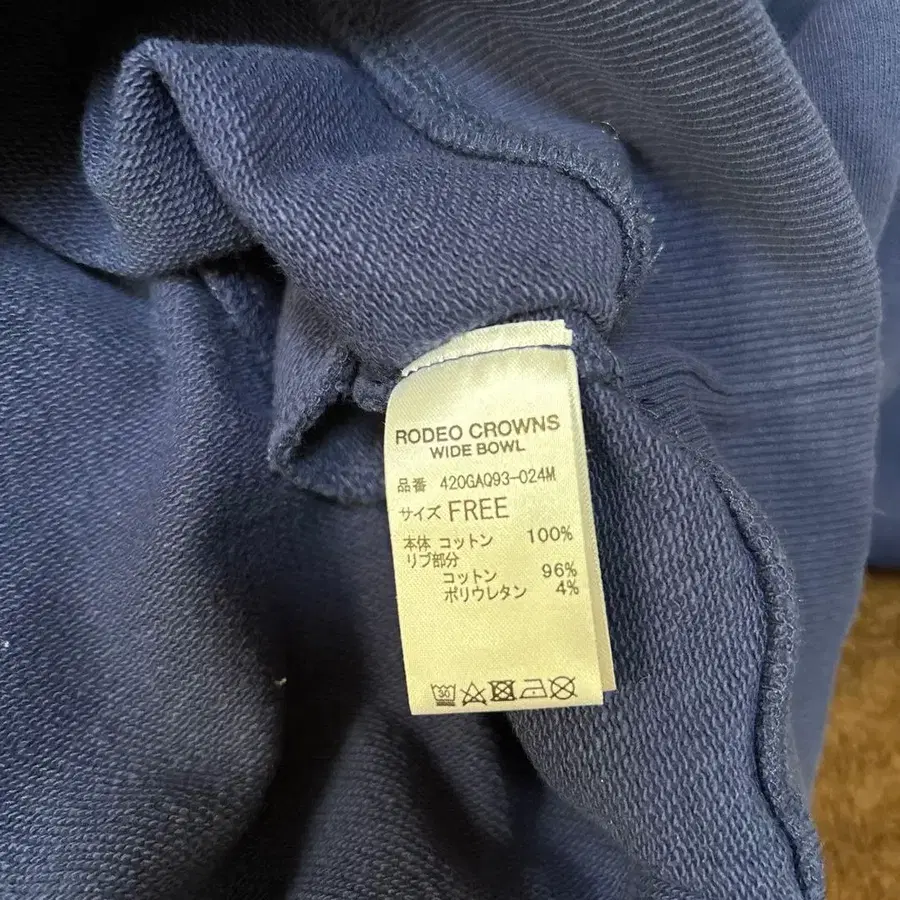 RODEO CROWNS
WIDE BOWL
品番 420GAQ93-024M
サイズ FREE
本体 コットン 100%
リブ部分
コットン 96%
ポリウレタン 4%
30